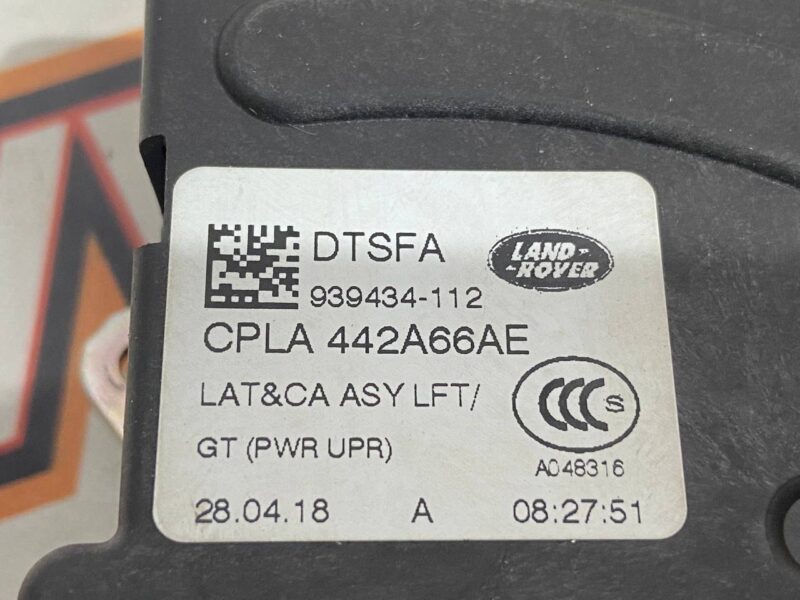 DTSFA
LAND-
-ROVER
939434-112
CPLA 442A66AE
LAT&CA ASY LFT/
GT (PWR UPR)
CCC S
A048316
28.04.18 A 08:27:51